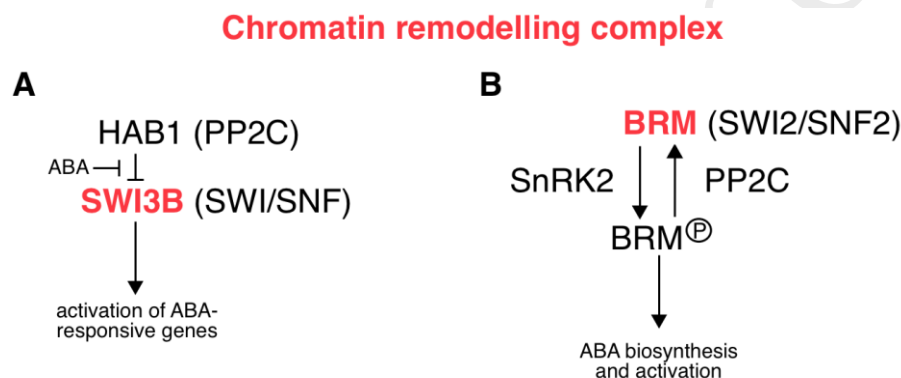 Chromatin remodelling complex
A
HAB1 (PP2C)
ABA
SWI3B (SWI/SNF)
activation of ABA-
responsive genes
B
BRM (SWI2/SNF2)
SnRK2 PP2C
BRM P
ABA biosynthesis
and activation